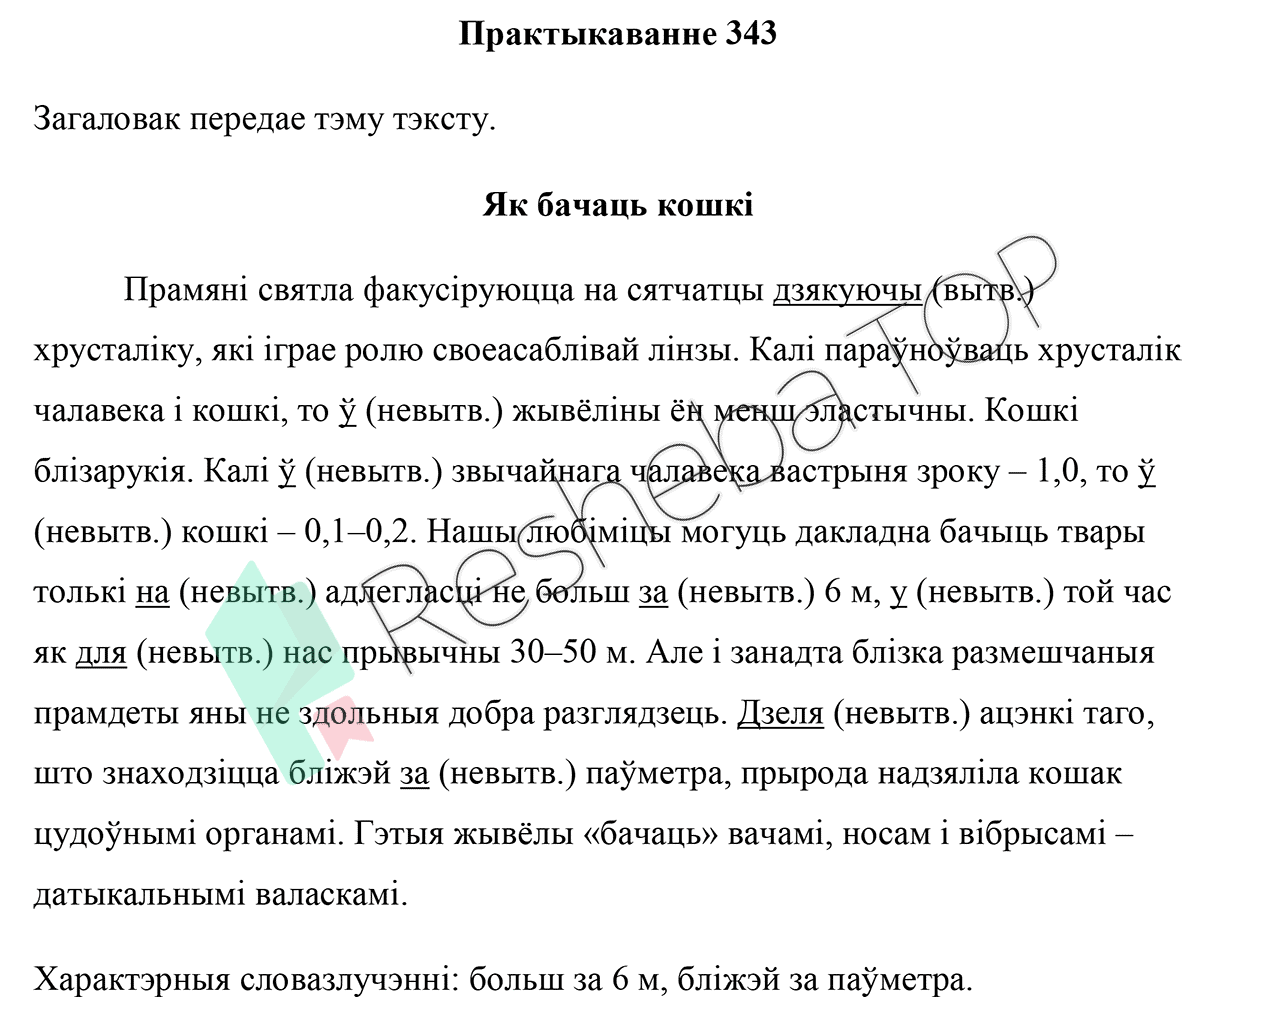 Практыкаванне 343
Загаловак передае тэму тэксту.
Як бачаць кошкі
Прамяні святла факусіруюцца на сятчатцы дзякуючы (вытв.)
хрусталіку, які іграе ролю своеасаблівай лінзы. Калі параўноўваць хрусталік
чалавека і кошкі, то ў (невытв.) жывёліны ён менш эластычны. Кошкі
блізарукія. Калі ў (невытв.) звычайнага чалавека вастрыня зроку – 1,0, то ў
(невытв.) кошкі – 0,1–0,2. Нашы любіміцы могуць дакладна бачыць твары
толькі на (невытв.) адлегласці не больш за (невытв.) 6 м, у (невытв.) той час
як для (невытв.) нас прывычны 30–50 м. Але і занадта блізка размешчаныя
прамдеты яны не здольныя добра разглядзець. Дзеля (невытв.) ацэнкі таго,
што знаходзіцца бліжэй за (невытв.) паўметра, прырода надзяліла кошак
цудоўнымі органамі. Гэтыя жывёлы «бачаць» вачамі, носам і вібрысамі –
датыкальнымі валаскамі.
Характэрныя словазлучэнні: больш за 6 м, бліжэй за паўметра.
Resheba.TOP